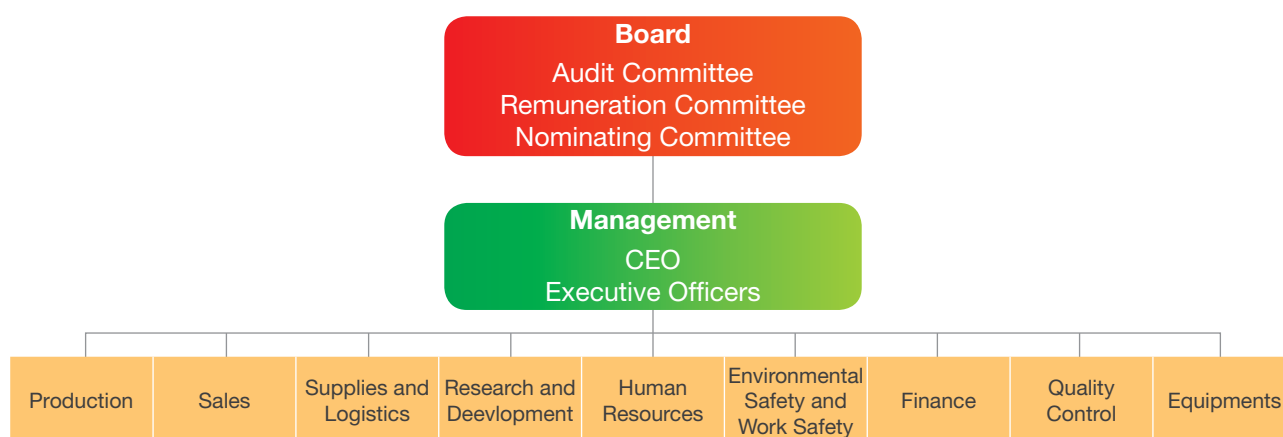 Board
Audit Committee
Remuneration Committee
Nominating Committee
Management
CEO
Executive Officers
Production
Sales
Supplies and
Logistics
Research and
Deevlopment
Human
Resources
Environmental
Safety and
Work Safety
Finance
Quality
Control
Equipments